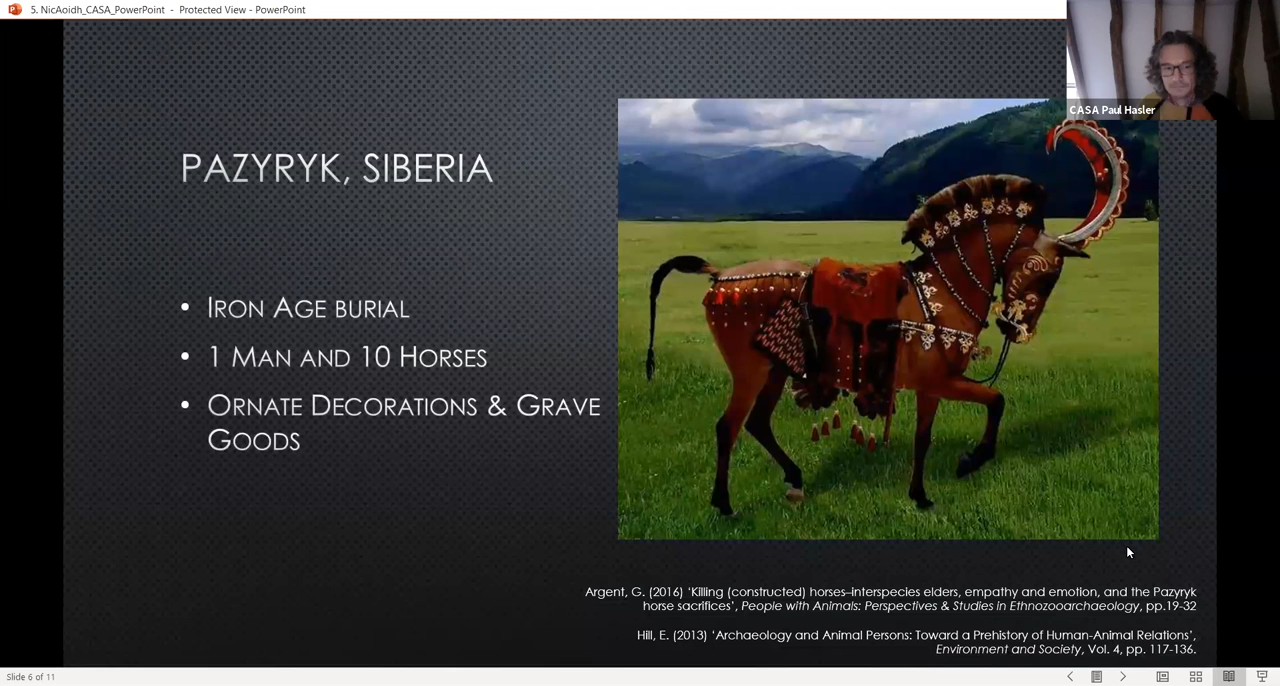 5. NicAoidh_CASA_PowerPoint - Protected View - PowerPoint
CASA Paul Hasler
PAZYRYK, SIBERIA
• IRON AGE BURIAL
• 1 MAN AND 10 HORSES
• ORNATE DECORATIONS & GRAVE
GOODS
Argent, G. (2016) ‘Killing (constructed) horses–interspecies elders, empathy and emotion, and the Pazyryk
horse sacrifices’, People with Animals: Perspectives & Studies in Ethnozooarchaeology, pp.19-32
Hill, E. (2013) ‘Archaeology and Animal Persons: Toward a Prehistory of Human-Animal Relations’,
Environment and Society, Vol. 4, pp. 117-136.
Slide 6 of 11